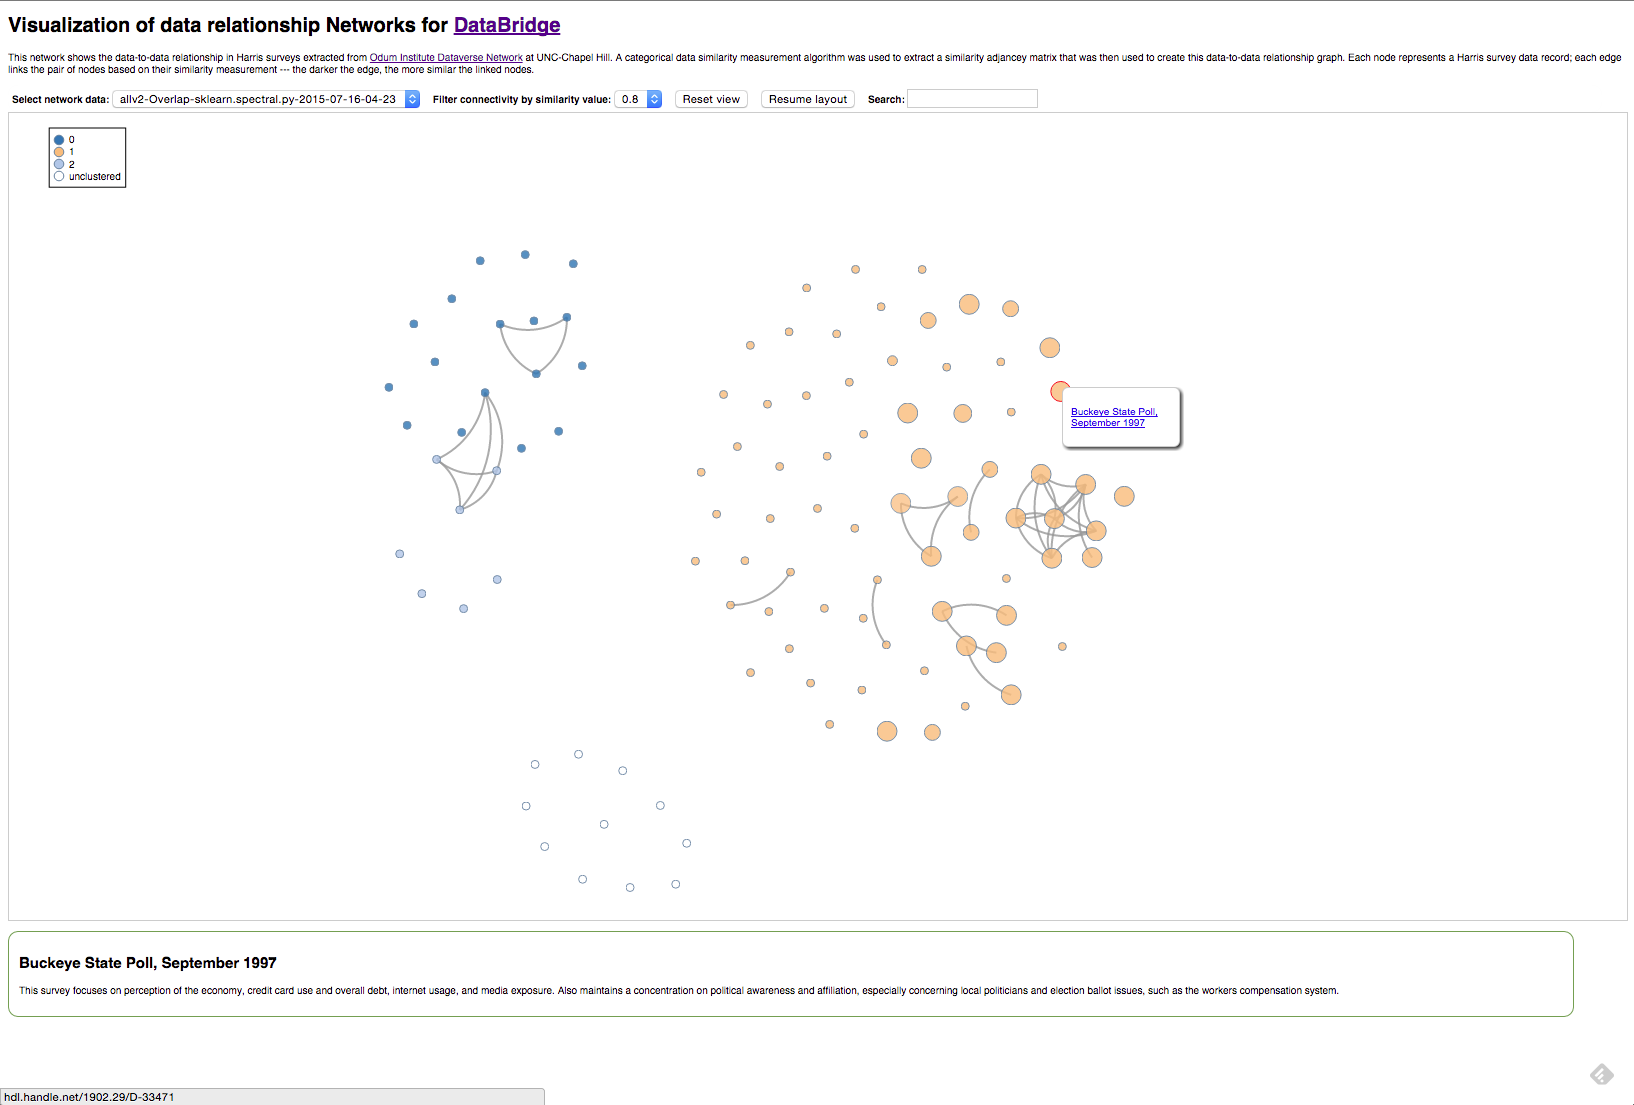 Visualization of data relationship Networks for DataBridge
This network shows the data-to-data relationship in Harris surveys extracted from Odum Institute Dataverse Network at UNC-Chapel Hill. A categorical data similarity measurement algorithm was used to extract a similarity adjancey matrix that was then used to create this data-to-data relationship graph. Each node represents a Harris survey data record; each edge
links the pair of nodes based on their similarity measurement --- the darker the edge, the more similar the linked nodes.
Select network data: allv2-Overlap-sklearn.spectral.py-2015-07-16-04-23 Filter connectivity by similarity value: 0.8 Reset view Resume layout Search:
0
1
2
unclustered
Buckeye State Poll,
September 1997
Buckeye State Poll, September 1997
This survey focuses on perception of the economy, credit card use and overall debt, internet usage, and media exposure. Also maintains a concentration on political awareness and affiliation, especially concerning local politicians and election ballot issues, such as the workers compensation system.
hdl.handle.net/1902.29/D-33471